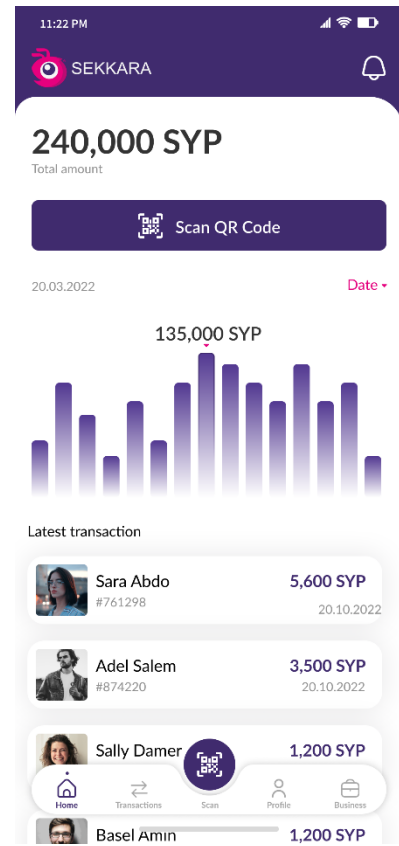 11:22 PM
SEKKARA
240,000 SYP
Total amount
Scan QR Code
20.03.2022
Date
135,000 SYP
Latest transaction
Sara Abdo
5,600 SYP
#761298
20.10.2022
Adel Salem
3,500 SYP
#874220
20.10.2022
Sally Damer
1,200 SYP
Home
Transactions
Scan
Profile
Business
Basel Amin
1,200 SYP